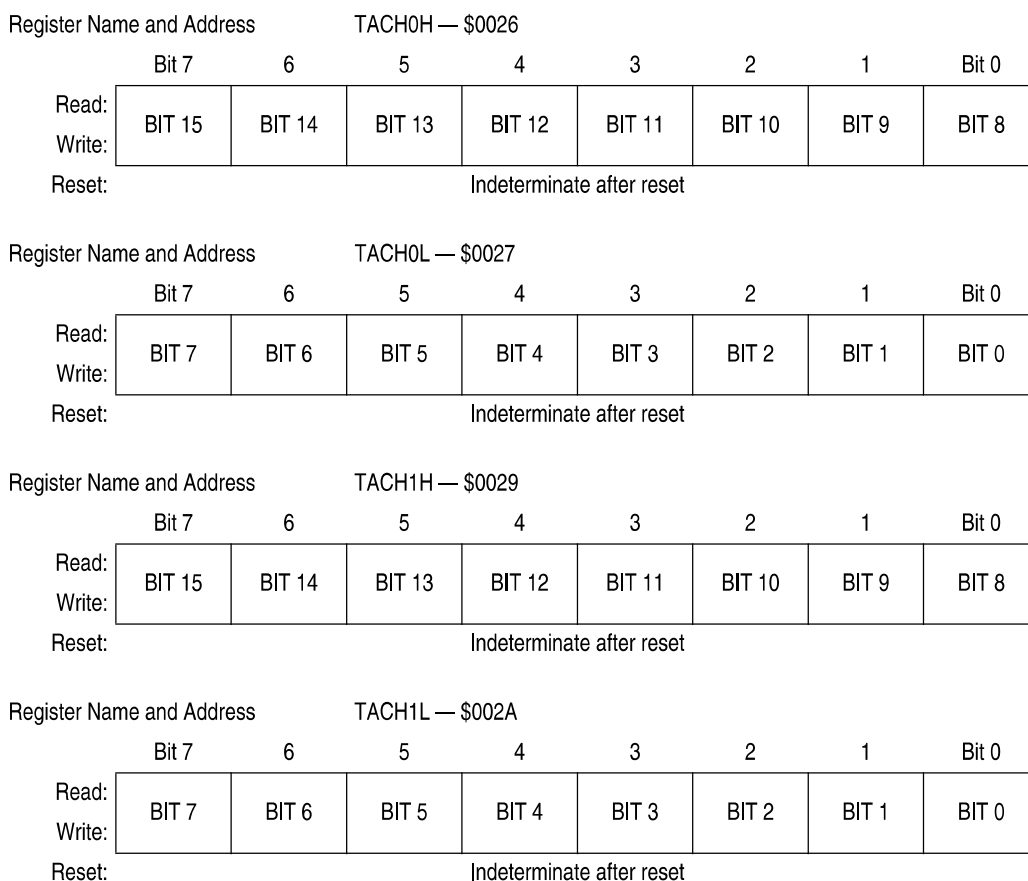 Register Name and Address TACH0H — $0026
Bit 7 6 5 4 3 2 1 Bit 0
Read:
BIT 15 BIT 14 BIT 13 BIT 12 BIT 11 BIT 10 BIT 9 BIT 8
Write:
Reset: Indeterminate after reset
Register Name and Address TACH0L — $0027
Bit 7 6 5 4 3 2 1 Bit 0
Read:
BIT 7 BIT 6 BIT 5 BIT 4 BIT 3 BIT 2 BIT 1 BIT 0
Write:
Reset: Indeterminate after reset
Register Name and Address TACH1H — $0029
Bit 7 6 5 4 3 2 1 Bit 0
Read:
BIT 15 BIT 14 BIT 13 BIT 12 BIT 11 BIT 10 BIT 9 BIT 8
Write:
Reset: Indeterminate after reset
Register Name and Address TACH1L — $002A
Bit 7 6 5 4 3 2 1 Bit 0
Read:
BIT 7 BIT 6 BIT 5 BIT 4 BIT 3 BIT 2 BIT 1 BIT 0
Write:
Reset: Indeterminate after reset